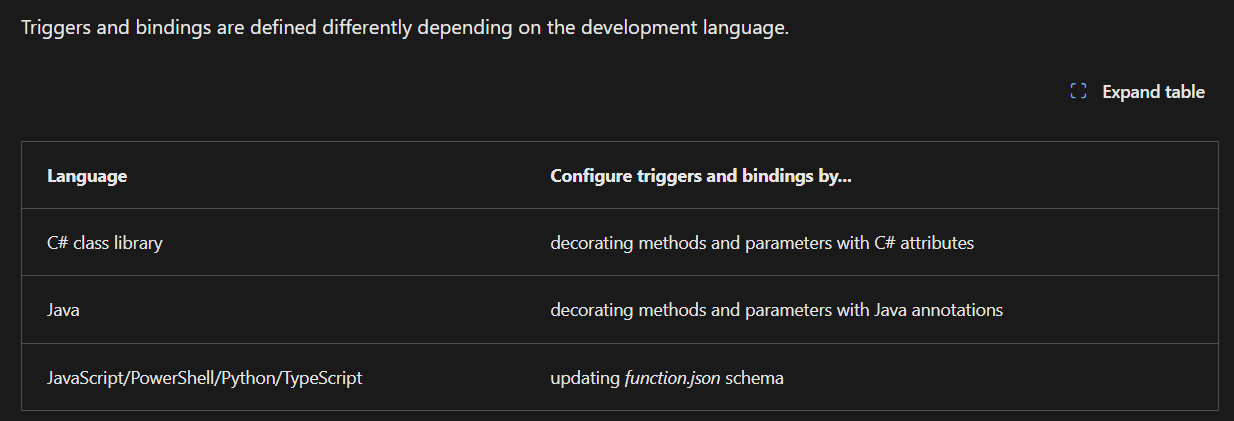 Triggers and bindings are defined differently depending on the development language.
Expand table
Language
Configure triggers and bindings by...
C# class library
decorating methods and parameters with C# attributes
Java
decorating methods and parameters with Java annotations
JavaScript/PowerShell/Python/TypeScript
updating function.json schema